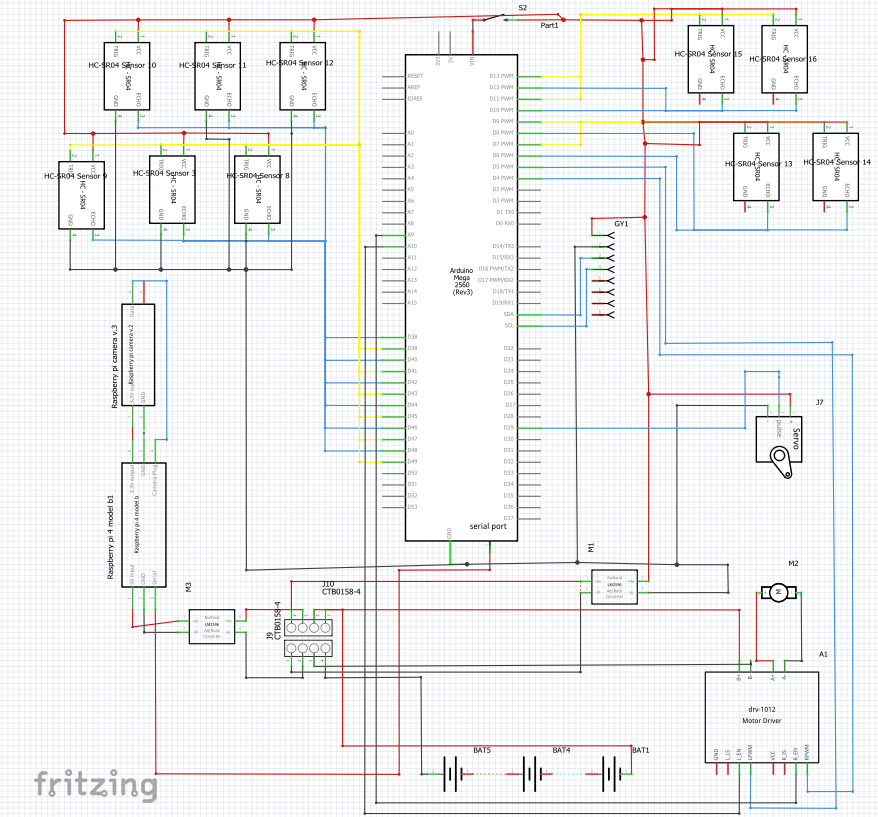 S2
Part1
HC-SR04 Sensor 10
HC-SR04 Sensor 11
HC-SR04 Sensor 12
HC-SR04 Sensor 15
HC-SR04 Sensor 16
HC-SR04 Sensor 9
HC-SR04 Sensor 3
HC-SR04 Sensor 8
HC-SR04 Sensor 13
HC-SR04 Sensor 14
TRIG
VCC
GND
ECHO
HC - SR04
3V3
5V
VIN
RESET
AREF
IOREF
A0
A1
A2
A3
A4
A5
A6
A7
A8
A9
A10
A11
A12
A13
A14
A15
D38
D39
D40
D41
D42
D43
D44
D45
D46
D47
D48
D49
D50
D51
D52
D53
D13 PWM
D12 PWM
D11 PWM
D10 PWM
D9 PWM
D8 PWM
D7 PWM
D6 PWM
D5 PWM
D4 PWM
D2 PWM
D3 PWM
D1 TX0
D0 RX0
D14/TX3
D15/RX3
D16 PWM/TX2
D17 PWM/RX2
D18/TX1
D19/RX1
SDA
SCL
D22
D23
D24
D25
D26
D27
D28
D29
D30
D31
D32
D33
D34
D35
D36
D37
Arduino
Mega
2560
(Rev3)
serial port
GND
GY1
J7
pulse
Servo
Raspberry pi camera v.3
Raspberry pi camera v.2
Data
GND
Raspberry pi 4 model b1
Raspberry pi 4 model b
3.3V output
GND
Camera Plug
5V input
GND
Serial
M3
LM2596
Adj Buck
Converter
J10
CTB0158-4
J9
CTB0158-4
M1
LM2596
Adj Buck
Converter
M2
M
A1
B+
B-
A+
A-
drv-1012
Motor Driver
GND
L_IS
L_EN
LPWM
VCC
R_IS
R_EN
RPWM
BAT5
BAT4
BAT1
fritzing